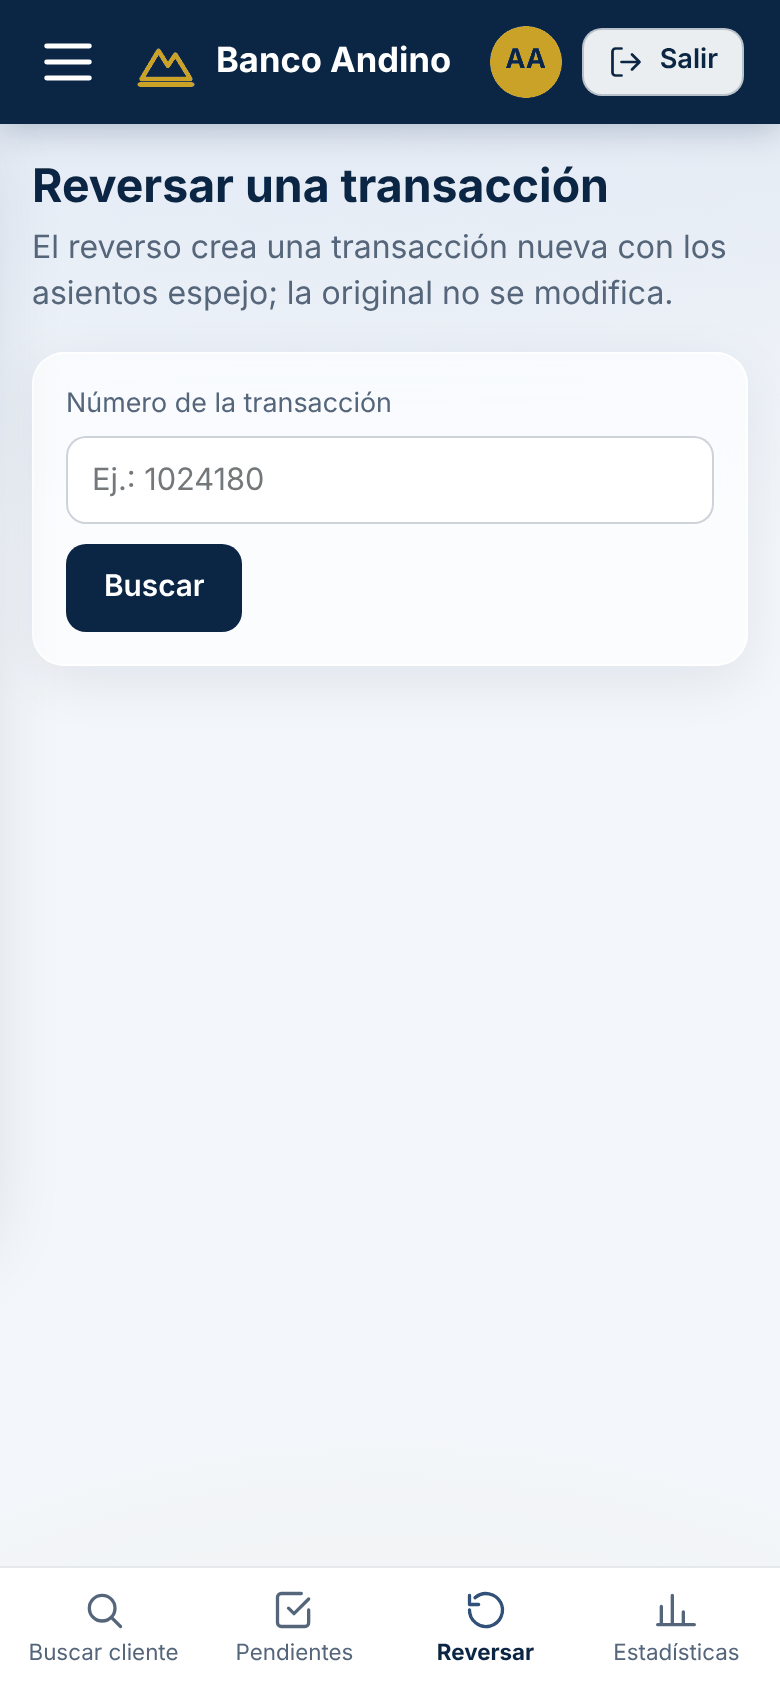 Banco Andino
AA
Salir
Reversar una transacción
El reverso crea una transacción nueva con los
asientos espejo; la original no se modifica.
Número de la transacción
Ej.: 1024180
Buscar
Buscar cliente
Pendientes
Reversar
Estadísticas